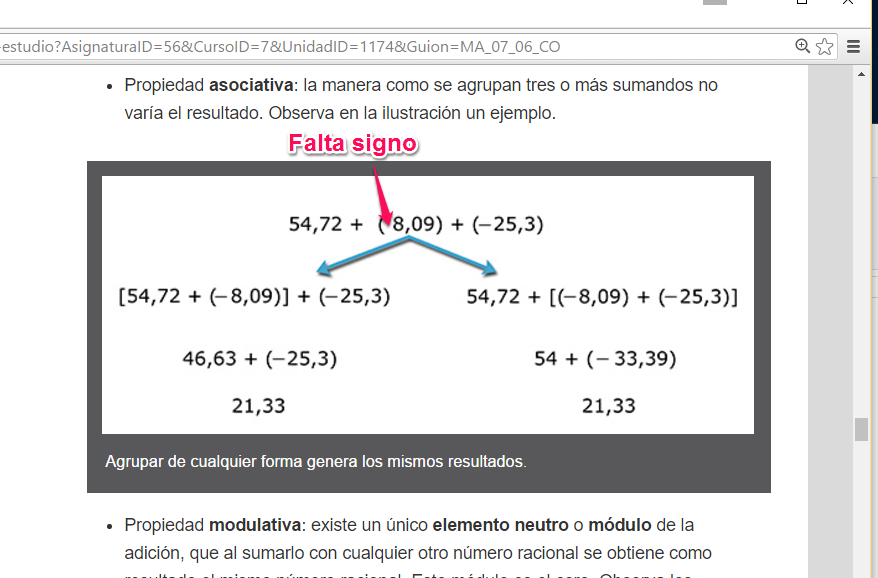 -estudio?AsignaturaID=56&CursoID=7&UnidadID=1174&Guion=MA_07_06_CO
• Propiedad asociativa: la manera como se agrupan tres o más sumandos no
varía el resultado. Observa en la ilustración un ejemplo.
Falta signo
54,72 + ( 8,09) + (−25,3)
[54,72 + (−8,09)] + (−25,3) 54,72 + [(−8,09) + (−25,3)]
46,63 + (−25,3) 54 + (− 33,39)
21,33 21,33
Agrupar de cualquier forma genera los mismos resultados.
• Propiedad modulativa: existe un único elemento neutro o módulo de la
adición, que al sumarlo con cualquier otro número racional se obtiene como